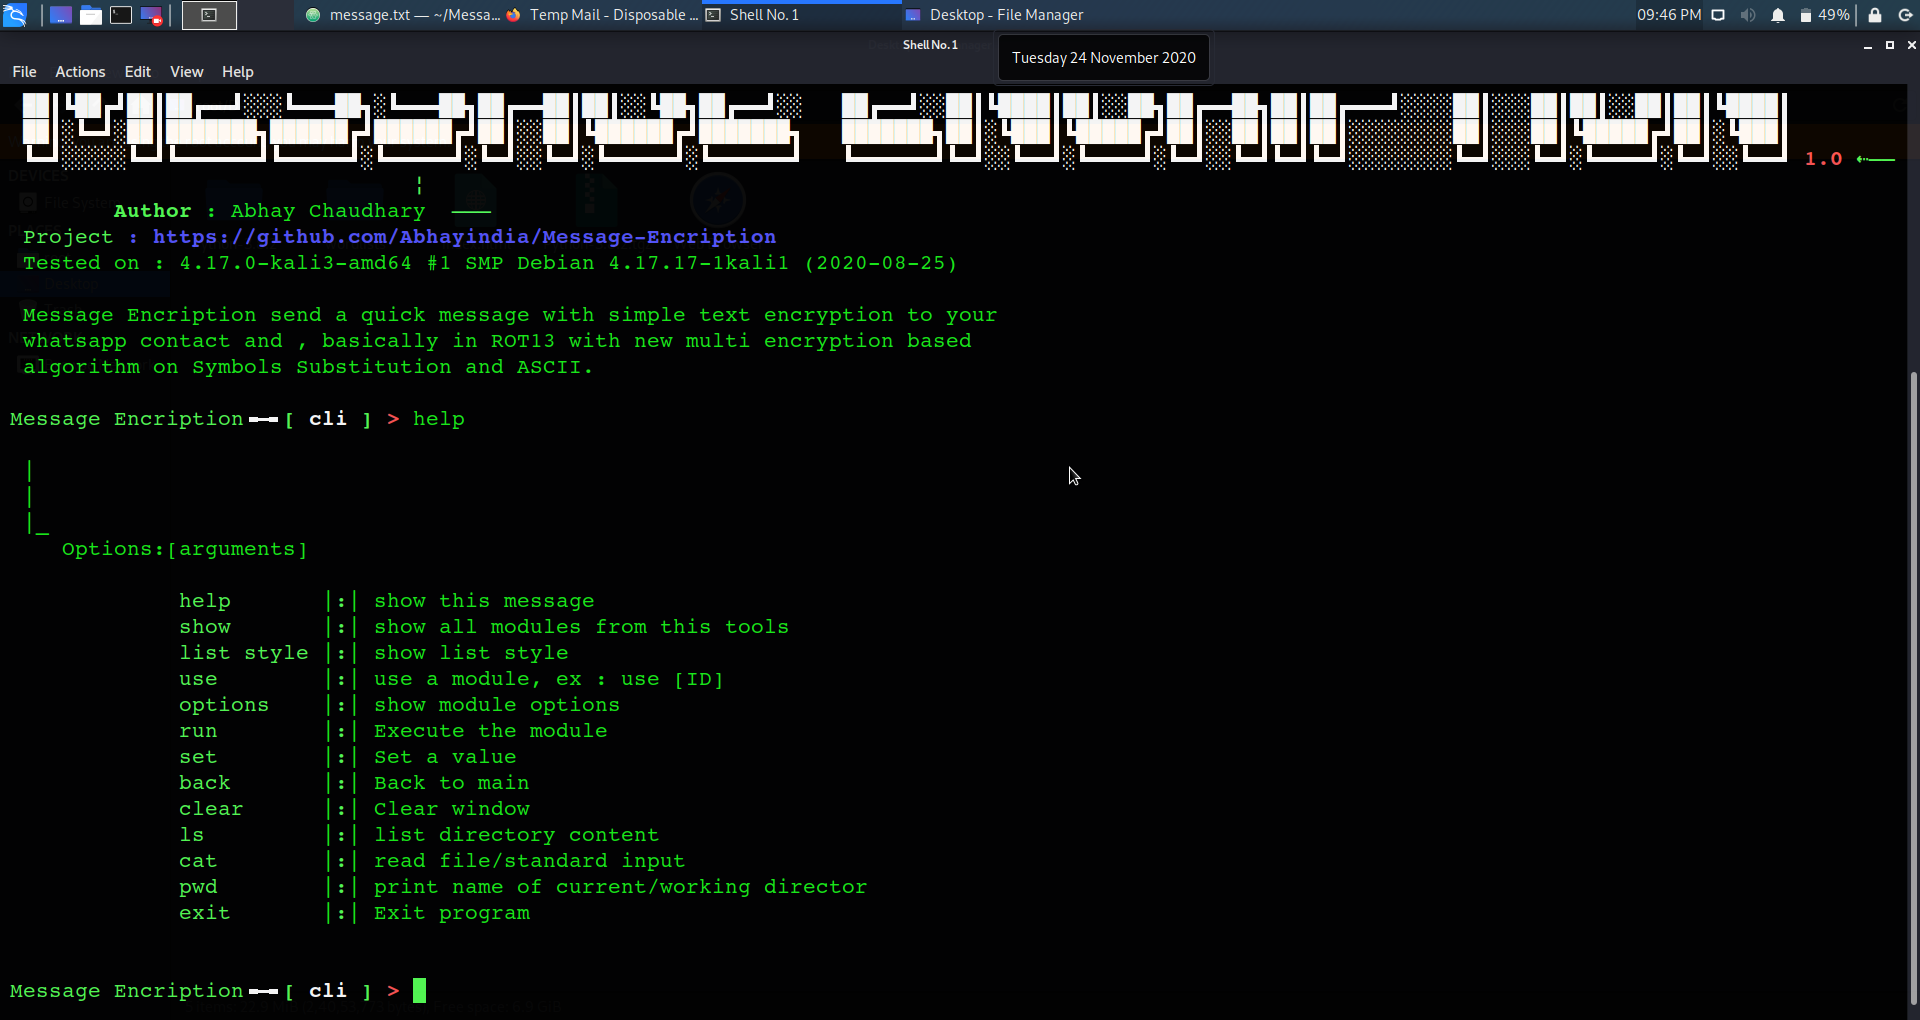 message.txt — ~/Messa... Temp Mail - Disposable ... Shell No. 1 Desktop - File Manager 09:46 PM 49%
Shell No. 1
Tuesday 24 November 2020
File Actions Edit View Help
1.0
DEVICES
File System
Author : Abhay Chaudhary
Project : https://github.com/Abhayindia/Message-Encription
Tested on : 4.17.0-kali3-amd64 #1 SMP Debian 4.17.17-1kali1 (2020-08-25)
Message Encription send a quick message with simple text encryption to your
whatsapp contact and , basically in ROT13 with new multi encryption based
algorithm on Symbols Substitution and ASCII.
Message Encription[ cli ] > help
|
|
|_
Options:[arguments]
help |:| show this message
show |:| show all modules from this tools
list style |:| show list style
use |:| use a module, ex : use [ID]
options |:| show module options
run |:| Execute the module
set |:| Set a value
back |:| Back to main
clear |:| Clear window
ls |:| list directory content
cat |:| read file/standard input
pwd |:| print name of current/working director
exit |:| Exit program
Message Encription[ cli ] >